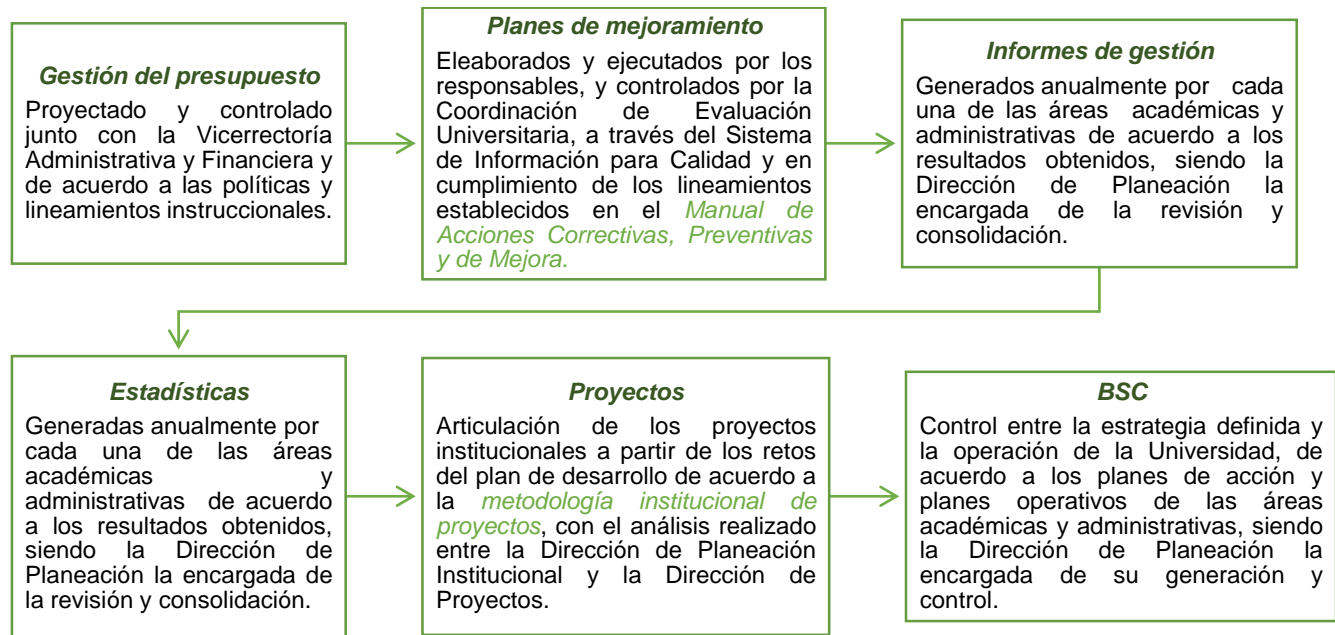 Gestión del presupuesto
Proyectado y controlado
junto con la Vicerrectoría
Administrativa y Financiera y
de acuerdo a las políticas y
lineamientos instruccionales.
Planes de mejoramiento
Eleaborados y ejecutados por los
responsables, y controlados por la
Coordinación de Evaluación
Universitaria, a través del Sistema
de Información para Calidad y en
cumplimiento de los lineamientos
establecidos en el Manual de
Acciones Correctivas, Preventivas
y de Mejora.
Informes de gestión
Generados anualmente por cada
una de las áreas académicas y
administrativas de acuerdo a los
resultados obtenidos, siendo la
Dirección de Planeación la
encargada de la revisión y
consolidación.
Estadísticas
Generadas anualmente por
cada una de las áreas
académicas y
administrativas de acuerdo
a los resultados obtenidos,
siendo la Dirección de
Planeación la encargada de
la revisión y consolidación.
Proyectos
Articulación de los proyectos
institucionales a partir de los retos
del plan de desarrollo de acuerdo a
la metodología institucional de
proyectos, con el análisis realizado
entre la Dirección de Planeación
Institucional y la Dirección de
Proyectos.
BSC
Control entre la estrategia definida y
la operación de la Universidad, de
acuerdo a los planes de acción y
planes operativos de las áreas
académicas y administrativas, siendo
la Dirección de Planeación la
encargada de su generación y
control.